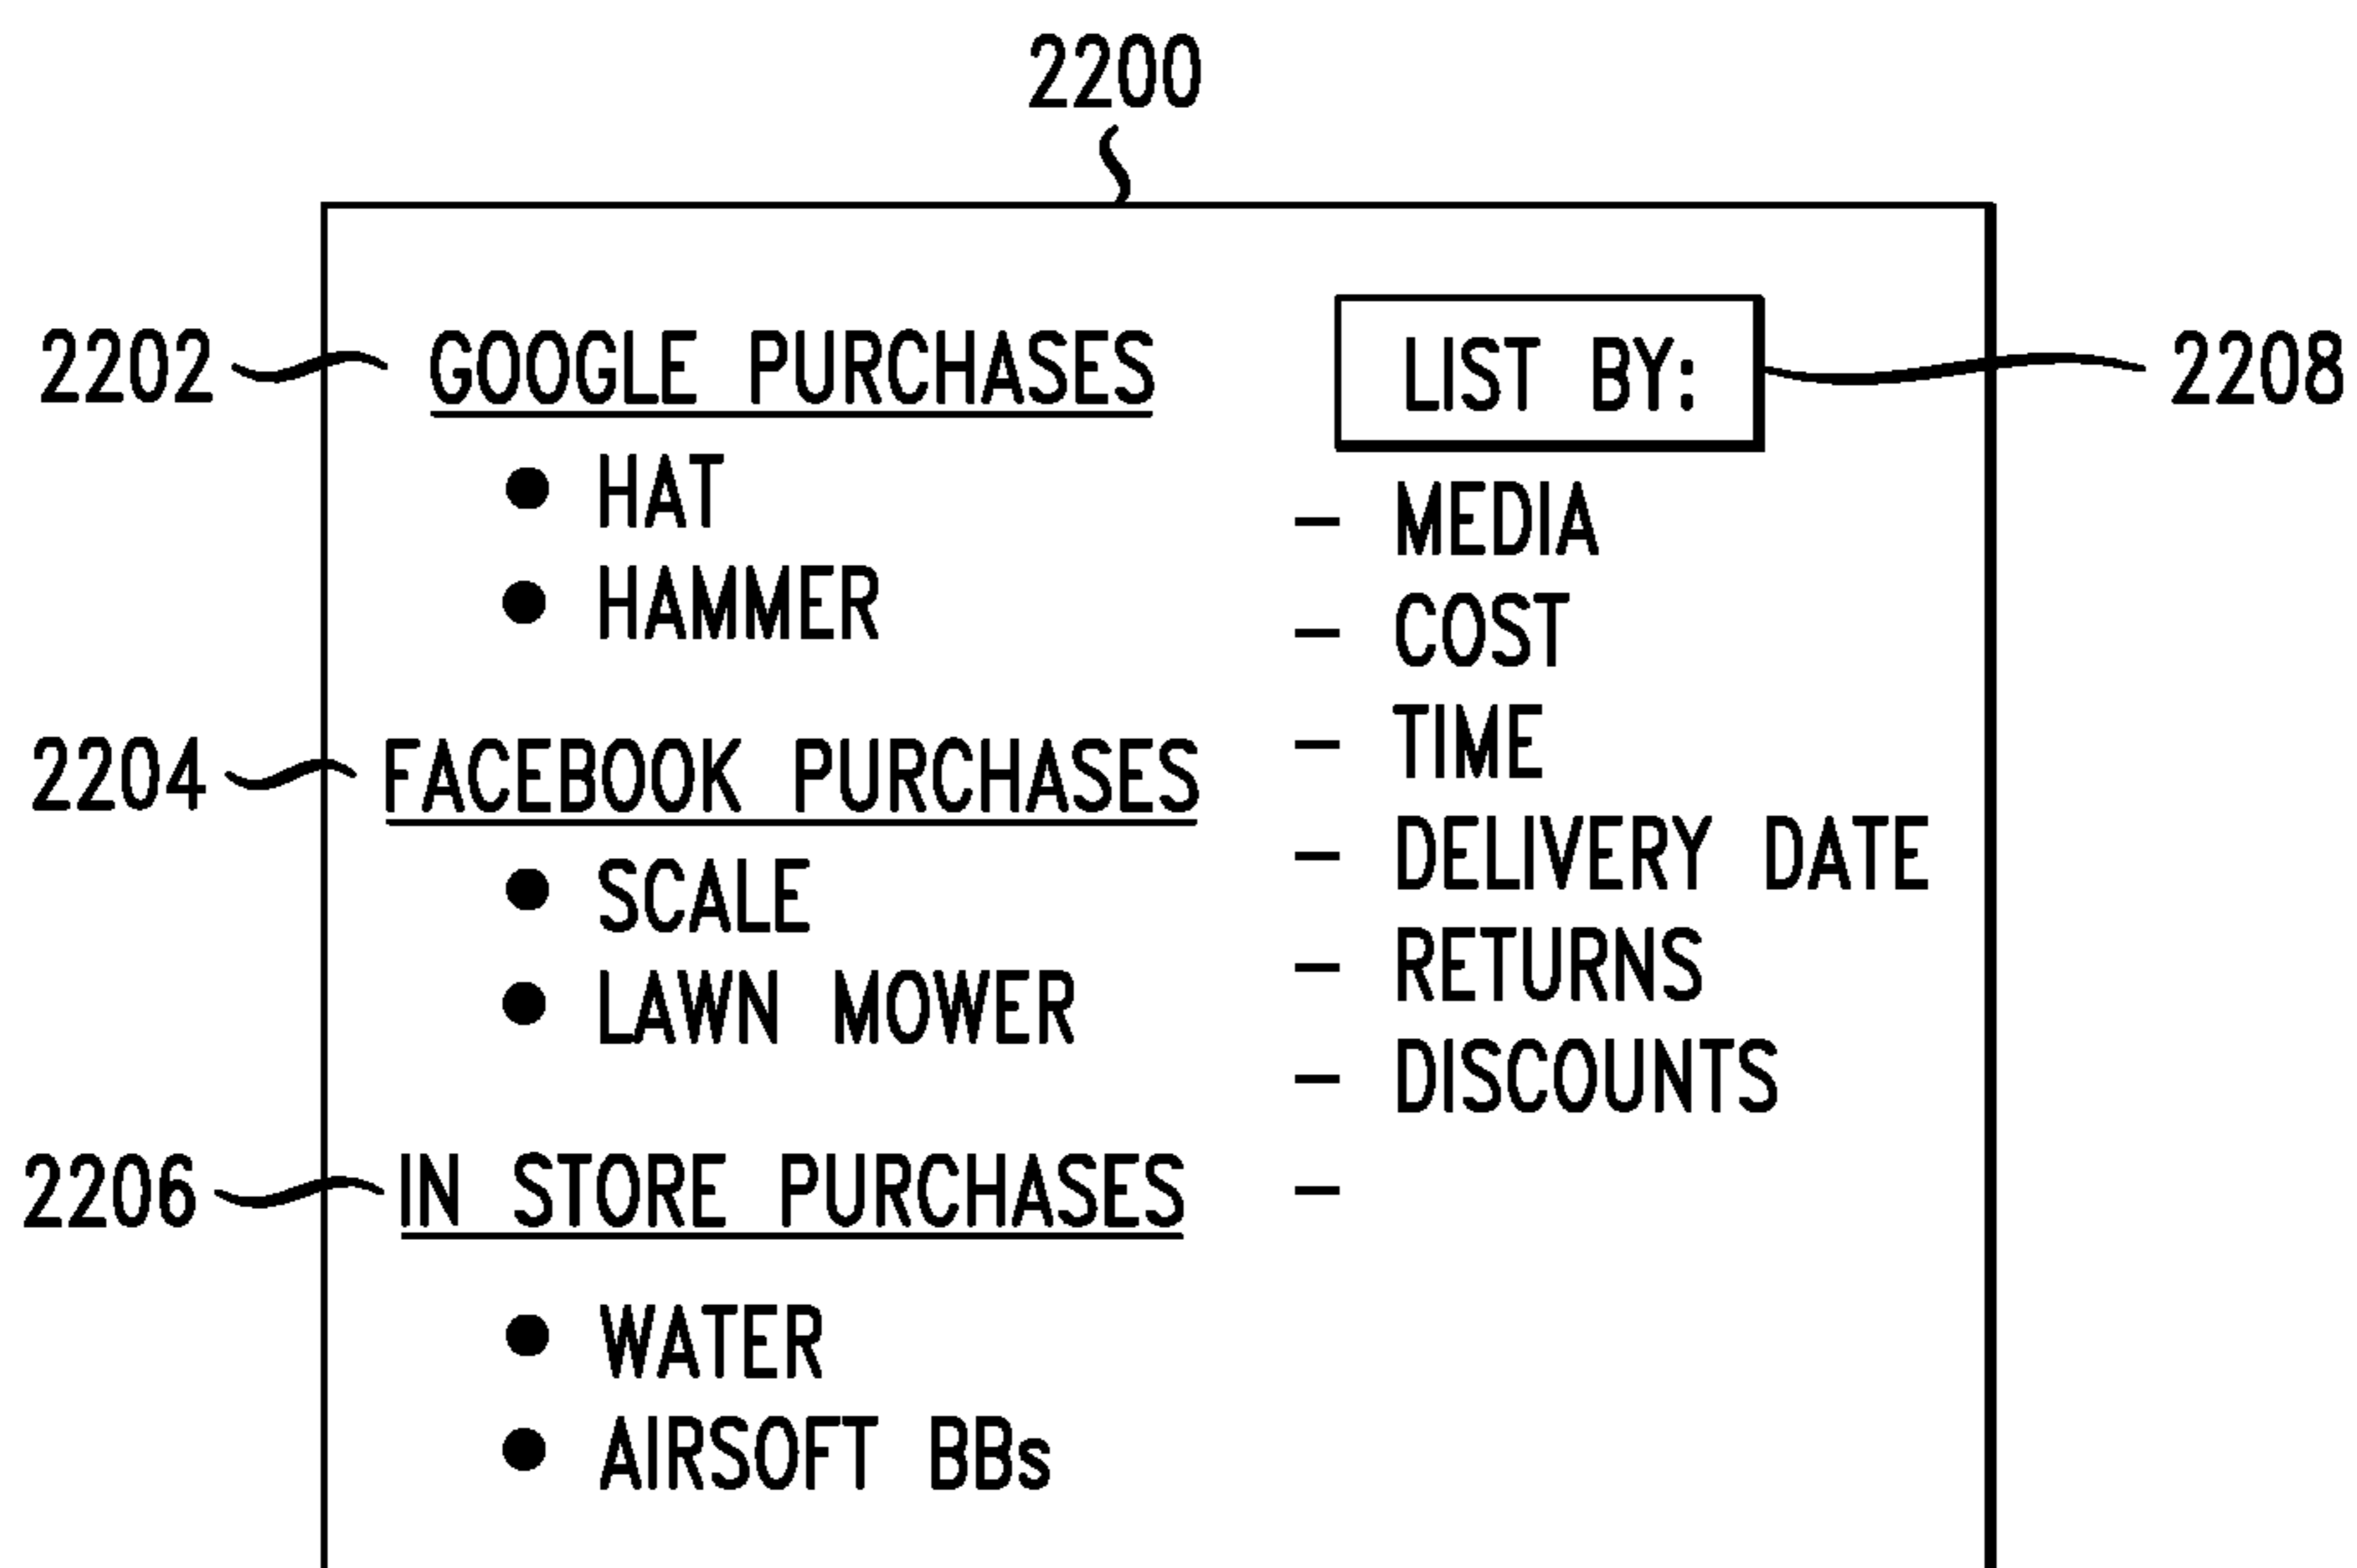 2200
2202 GOOGLE PURCHASES
● HAT
● HAMMER
2204 FACEBOOK PURCHASES
● SCALE
● LAWN MOWER
2206 IN STORE PURCHASES
● WATER
● AIRSOFT BBs
LIST BY: 2208
– MEDIA
– COST
– TIME
– DELIVERY DATE
– RETURNS
– DISCOUNTS
–